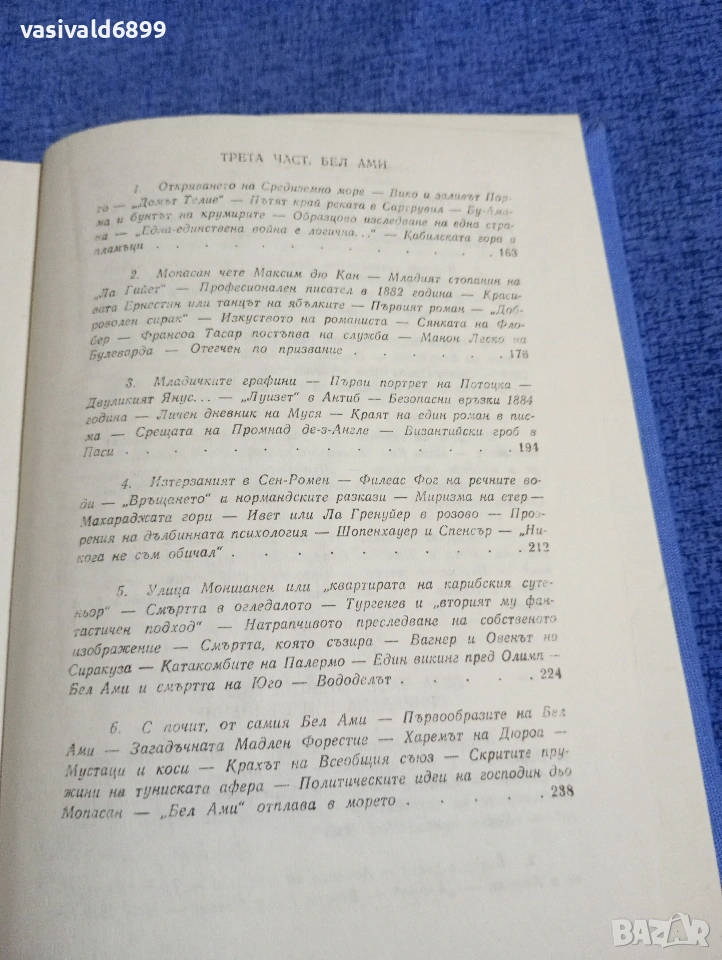 vasivald6899
ТРЕТА ЧАСТ. БЕЛ АМИ
1. Откриването на Средиземно море — Вико и заливът Пор-
то — „Домът Телие“ — Пътят край реката в Сартрувил — Бу-Ама-
ма и бунтът на крумирите — Образцово изследване на една стра-
на — „Една-единствена война е логична...“ — Кабилската гора в
пламъци . . . . . . . . . . . . 163
2. Мопасан чете Максим дю Кан — Младият стопанин на
„Ла Гийет“ — Професионален писател в 1882 година — Краси-
вата Ернестин или танцът на ябълките — Първият роман — „Доб-
роволен сирак“ — Изкуството на романиста — Сянката на Фло-
бер — Франсоа Тасар постъпва на служба — Манон Леско на
Булеварда — Отегчен по призвание . . . . . . 176
3. Младичките графини — Първи портрет на Потоцка —
Двуликият Янус... — „Луизет“ в Антиб — Безопасни връзки 1884
година — Личен дневник на Муся — Краят на един роман в пис-
ма — Срещата на Промнад де-з-Англе — Византийски гроб в
Паси . . . . . . . . . . . . . 194
4. Изтерзаният в Сен-Ромен — Филеас Фог на речните во-
ди — „Връщането“ и нормандските разкази — Миризма на стер —
Махараджата гори — Ивет или Ла Гренуйер в розово — Проз-
рения на дълбинната психология — Шопенхауер и Спенсър — „Ни-
кога не съм обичал“ . . . . . . . . . 212
5. Улица Моншанен или „квартирата на карибския суте-
ньор“ — Смъртта в огледалото — Тургенев и „вторият му фан-
тастичен подход“ — Натрапчивото преследване на собственото
изображение — Смъртта, която съзира — Вагнер и Овенът на
Сиракуза — Катакомбите на Палермо — Един викинг пред Олимп —
Бел Ами и смъртта на Юго — Вододелът . . . . . 224
6. С почит, от самия Бел Ами — Първообразите на Бел
Ами — Загадъчната Мадлен Форестие — Харемът на Дюроа —
Мустаци и коси — Крахът на Всеобщия съюз — Скритите пру-
жини на туниската афера — Политическите идеи на господин дьо
Мопасан — „Бел Ами“ отплава в морето . . . . . 238
BAZAR